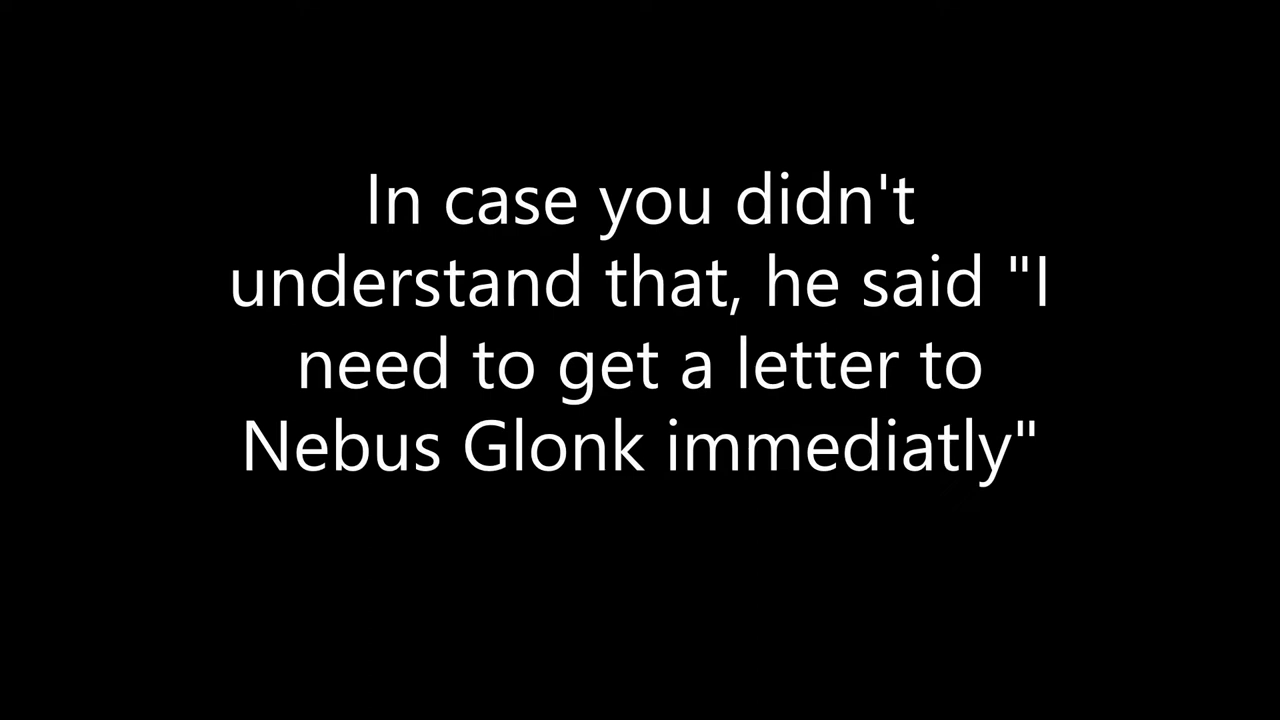 In case you didn't
understand that, he said "I
need to get a letter to
Nebus Glonk immediatly"